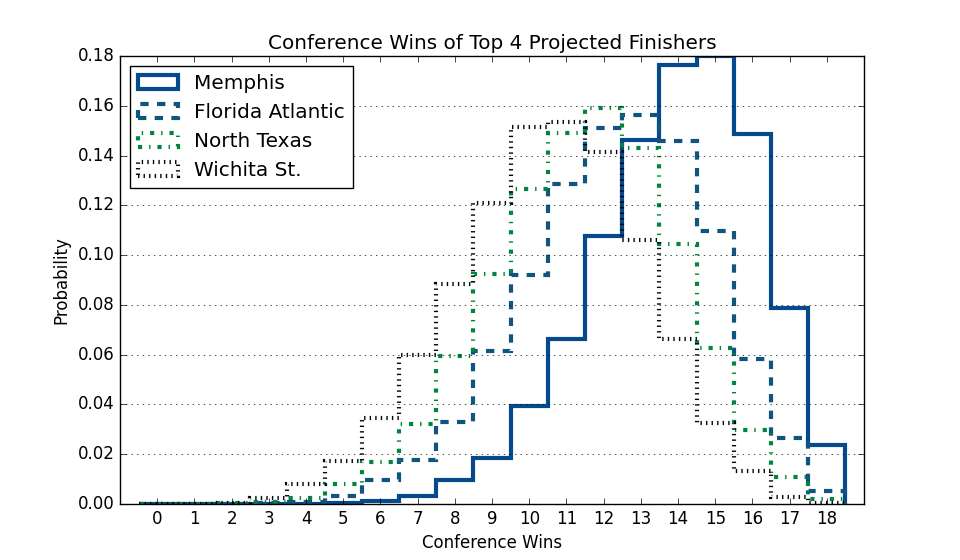 Conference Wins of Top 4 Projected Finishers
0.18
0.16
0.14
0.12
0.10
0.08
0.06
0.04
0.02
0.00
Probability
Memphis
Florida Atlantic
North Texas
Wichita St.
0 1 2 3 4 5 6 7 8 9 10 11 12 13 14 15 16 17 18
Conference Wins